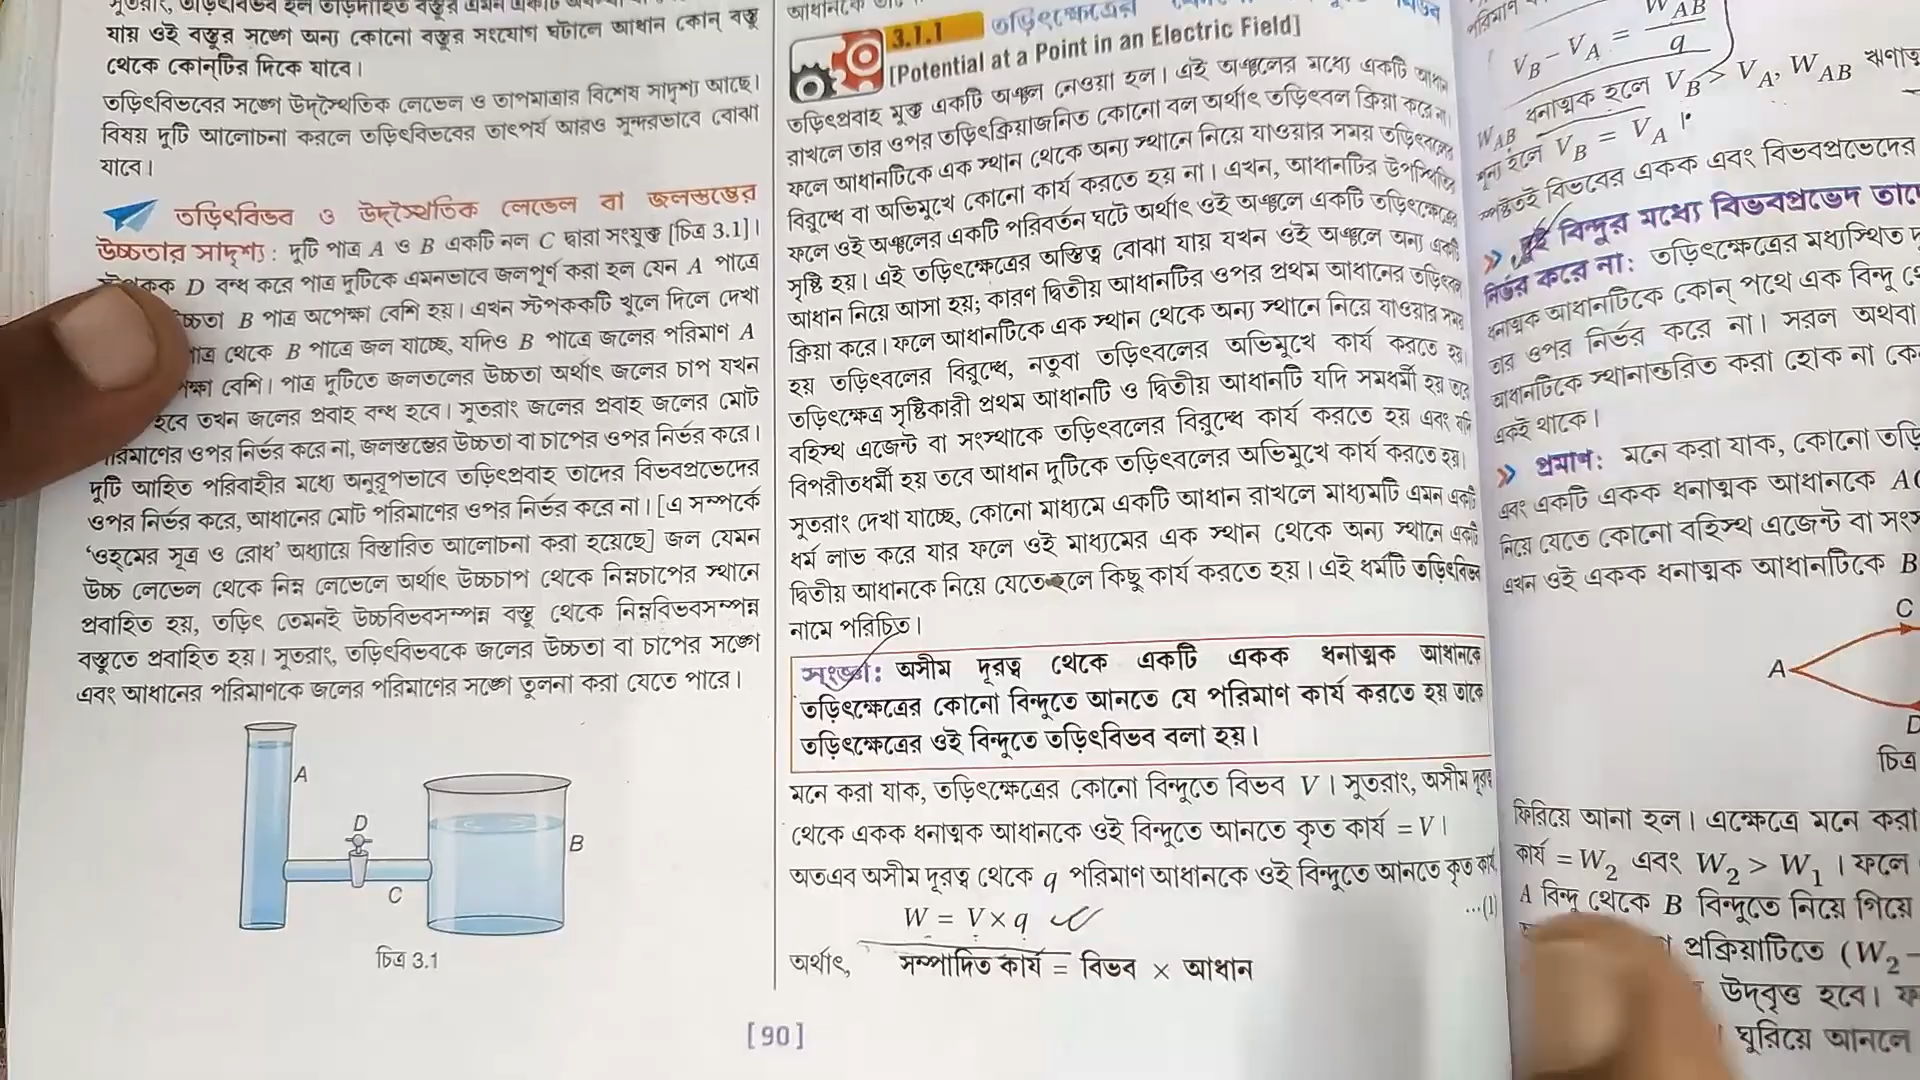 যায় ওই বস্তুর সঙ্গে অন্য কোনো বস্তুর সংযোগ ঘটালে আধান কোন্ বস্তু
থেকে কোন্‌টির দিকে যাবে।
তড়িৎবিভবের সঙ্গে উদ্‌স্থৈতিক লেভেল ও তাপমাত্রার বিশেষ সাদৃশ্য আছে।
বিষয় দুটি আলোচনা করলে তড়িৎবিভবের তাৎপর্য আরও সুন্দরভাবে বোঝা
যাবে।
তড়িৎবিভব ও উদ্‌স্থৈতিক লেভেল বা জলস্তম্ভের
উচ্চতার সাদৃশ্য : দুটি পাত্র A ও B একটি নল C দ্বারা সংযুক্ত [চিত্র 3.1]।
D বন্ধ করে পাত্র দুটিকে এমনভাবে জলপূর্ণ করা হল যেন A পাত্রে
B পাত্র অপেক্ষা বেশি হয়। এখন স্টপককটি খুলে দিলে দেখা
থেকে B পাত্রে জল যাচ্ছে, যদিও B পাত্রে জলের পরিমাণ A
বেশি। পাত্র দুটিতে জলতলের উচ্চতা অর্থাৎ জলের চাপ যখন
হবে তখন জলের প্রবাহ বন্ধ হবে। সুতরাং জলের প্রবাহ জলের মোট
ওপর নির্ভর করে না, জলস্তম্ভের উচ্চতা বা চাপের ওপর নির্ভর করে।
দুটি আহিত পরিবাহীর মধ্যে অনুরূপভাবে তড়িৎপ্রবাহ তাদের বিভবপ্রভেদের
ওপর নির্ভর করে, আধানের মোট পরিমাণের ওপর নির্ভর করে না। [এ সম্পর্কে
‘ওহ্‌মের সূত্র ও রোধ’ অধ্যায়ে বিস্তারিত আলোচনা করা হয়েছে] জল যেমন
উচ্চ লেভেল থেকে নিম্ন লেভেলে অর্থাৎ উচ্চচাপ থেকে নিম্নচাপের স্থানে
প্রবাহিত হয়, তড়িৎ তেমনই উচ্চবিভবসম্পন্ন বস্তু থেকে নিম্নবিভবসম্পন্ন
বস্তুতে প্রবাহিত হয়। সুতরাং, তড়িৎবিভবকে জলের উচ্চতা বা চাপের সঙ্গে
এবং আধানের পরিমাণকে জলের পরিমাণের সঙ্গে তুলনা করা যেতে পারে।
A
D
B
C
চিত্র 3.1
3.1.1
[Potential at a Point in an Electric Field]
তড়িৎপ্রবাহ মুক্ত একটি অঞ্চল নেওয়া হল। এই অঞ্চলের মধ্যে একটি আধান
রাখলে তার ওপর তড়িৎক্রিয়াজনিত কোনো বল অর্থাৎ তড়িৎবল ক্রিয়া করে না।
ফলে আধানটিকে এক স্থান থেকে অন্য স্থানে নিয়ে যাওয়ার সময় তড়িৎবলের
বিরুদ্ধে বা অভিমুখে কোনো কার্য করতে হয় না। এখন, আধানটির উপস্থিতির
ফলে ওই অঞ্চলের একটি পরিবর্তন ঘটে অর্থাৎ ওই অঞ্চলে একটি তড়িৎক্ষেত্রের
সৃষ্টি হয়। এই তড়িৎক্ষেত্রের অস্তিত্ব বোঝা যায় যখন ওই অঞ্চলে অন্য একটি
আধান নিয়ে আসা হয়; কারণ দ্বিতীয় আধানটির ওপর প্রথম আধানের তড়িৎবল
ক্রিয়া করে। ফলে আধানটিকে এক স্থান থেকে অন্য স্থানে নিয়ে যাওয়ার সময়
হয় তড়িৎবলের বিরুদ্ধে, নতুবা তড়িৎবলের অভিমুখে কার্য করতে হয়।
তড়িৎক্ষেত্র সৃষ্টিকারী প্রথম আধানটি ও দ্বিতীয় আধানটি যদি সমধর্মী হয় তবে
বহিস্থ এজেন্ট বা সংস্থাকে তড়িৎবলের বিরুদ্ধে কার্য করতে হয় এবং যদি
বিপরীতধর্মী হয় তবে আধান দুটিকে তড়িৎবলের অভিমুখে কার্য করতে হয়।
সুতরাং দেখা যাচ্ছে, কোনো মাধ্যমে একটি আধান রাখলে মাধ্যমটি এমন একটি
ধর্ম লাভ করে যার ফলে ওই মাধ্যমের এক স্থান থেকে অন্য স্থানে একটি
দ্বিতীয় আধানকে নিয়ে যেতে হলে কিছু কার্য করতে হয়। এই ধর্মটি তড়িৎবিভব
নামে পরিচিত।
সংজ্ঞা: অসীম দূরত্ব থেকে একটি একক ধনাত্মক আধানকে
তড়িৎক্ষেত্রের কোনো বিন্দুতে আনতে যে পরিমাণ কার্য করতে হয় তাকে
তড়িৎক্ষেত্রের ওই বিন্দুতে তড়িৎবিভব বলা হয়।
মনে করা যাক, তড়িৎক্ষেত্রের কোনো বিন্দুতে বিভব V। সুতরাং, অসীম দূরত্ব
থেকে একক ধনাত্মক আধানকে ওই বিন্দুতে আনতে কৃত কার্য = V।
অতএব অসীম দূরত্ব থেকে q পরিমাণ আধানকে ওই বিন্দুতে আনতে কৃত কার্য,
W = V × q ...(1)
অর্থাৎ, সম্পাদিত কার্য = বিভব × আধান
[90]
V_B – V_A = W_AB / q
W_AB ধনাত্মক হলে V_B > V_A, W_AB ঋণাত্মক
শূন্য হলে V_B = V_A।
স্পষ্টতই বিভবের একক এবং বিভবপ্রভেদের
দুই বিন্দুর মধ্যে বিভবপ্রভেদ
নির্ভর করে না: তড়িৎক্ষেত্রের মধ্যস্থিত
ধনাত্মক আধানটিকে কোন্ পথে এক বিন্দু
তার ওপর নির্ভর করে না। সরল অথবা
আধানটিকে স্থানান্তরিত করা হোক না
একই থাকে।
প্রমাণ: মনে করা যাক, কোনো
এবং একটি একক ধনাত্মক আধানকে
নিয়ে যেতে কোনো বহিস্থ এজেন্ট বা
এখন ওই একক ধনাত্মক আধানটিকে B
C
A
D
চিত্র
ফিরিয়ে আনা হল। এক্ষেত্রে মনে করা
কার্য = W₂ এবং W₂ > W₁। ফলে
A বিন্দু থেকে B বিন্দুতে নিয়ে গিয়ে
প্রক্রিয়াটিতে (W₂ –
উদ্‌বৃত্ত হবে।
ঘুরিয়ে আনলে